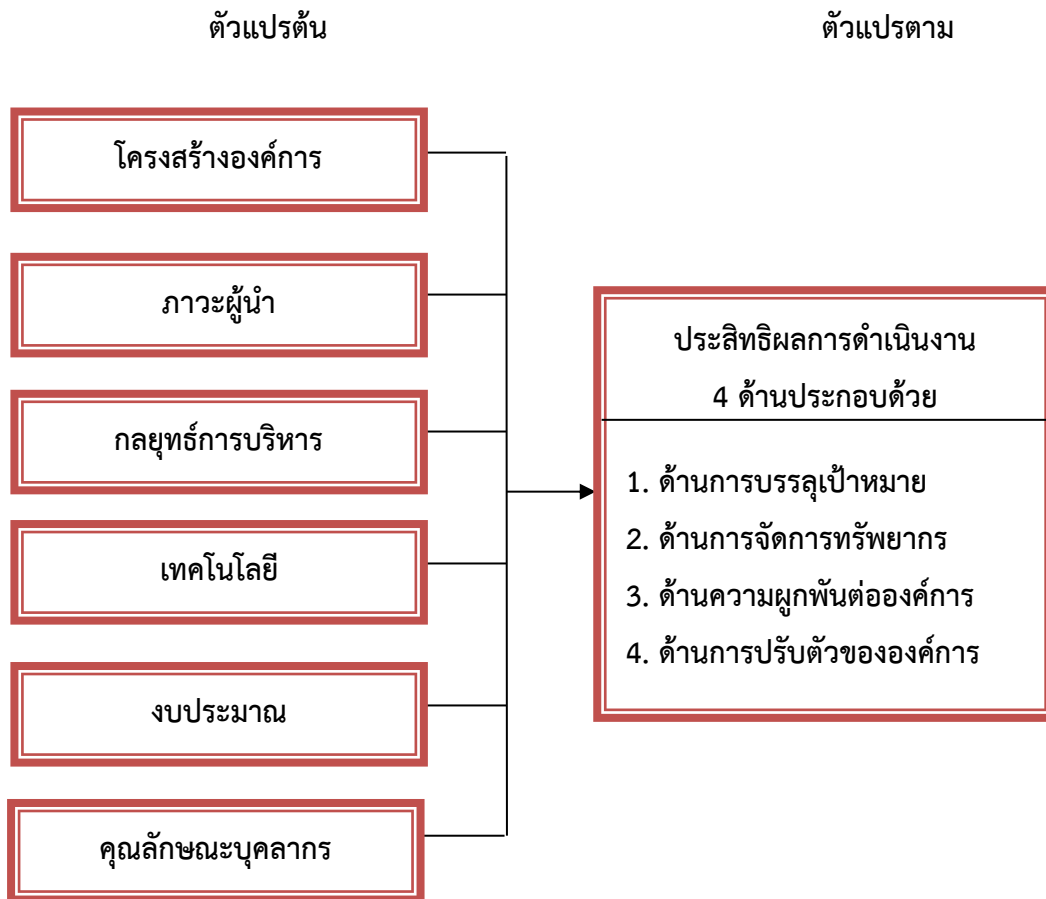 ตัวแปรต้น
ตัวแปรตาม
โครงสร้างองค์การ
ภาวะผู้นำ
กลยุทธ์การบริหาร
เทคโนโลยี
งบประมาณ
คุณลักษณะบุคลากร
ประสิทธิผลการดำเนินงาน
4 ด้านประกอบด้วย
1. ด้านการบรรลุเป้าหมาย
2. ด้านการจัดการทรัพยากร
3. ด้านความผูกพันต่อองค์การ
4. ด้านการปรับตัวขององค์การ